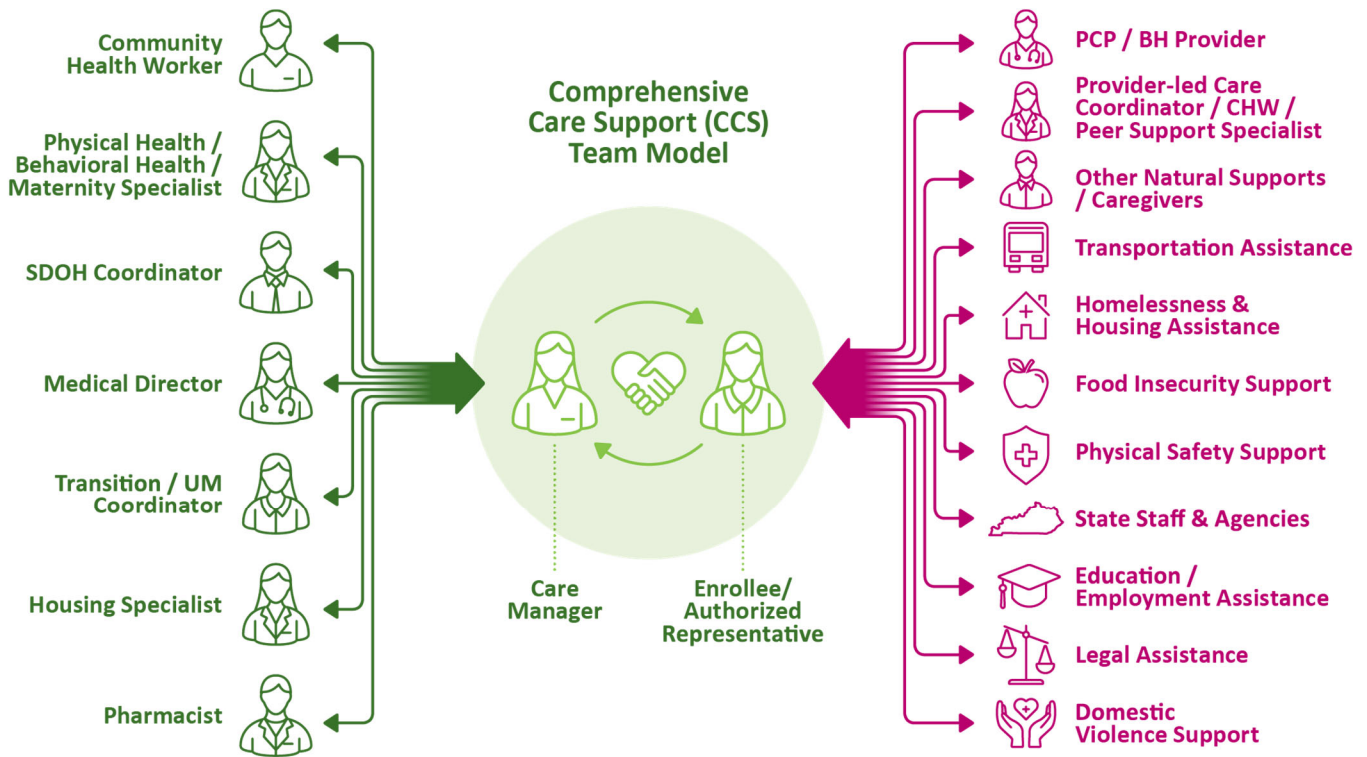 Comprehensive
Care Support (CCS)
Team Model
Community
Health Worker
Physical Health /
Behavioral Health /
Maternity Specialist
SDOH Coordinator
Medical Director
Transition / UM
Coordinator
Housing Specialist
Pharmacist
Care
Manager
Enrollee/
Authorized
Representative
PCP / BH Provider
Provider-led Care
Coordinator / CHW /
Peer Support Specialist
Other Natural Supports
/ Caregivers
Transportation Assistance
Homelessness &
Housing Assistance
Food Insecurity Support
Physical Safety Support
State Staff & Agencies
Education /
Employment Assistance
Legal Assistance
Domestic
Violence Support